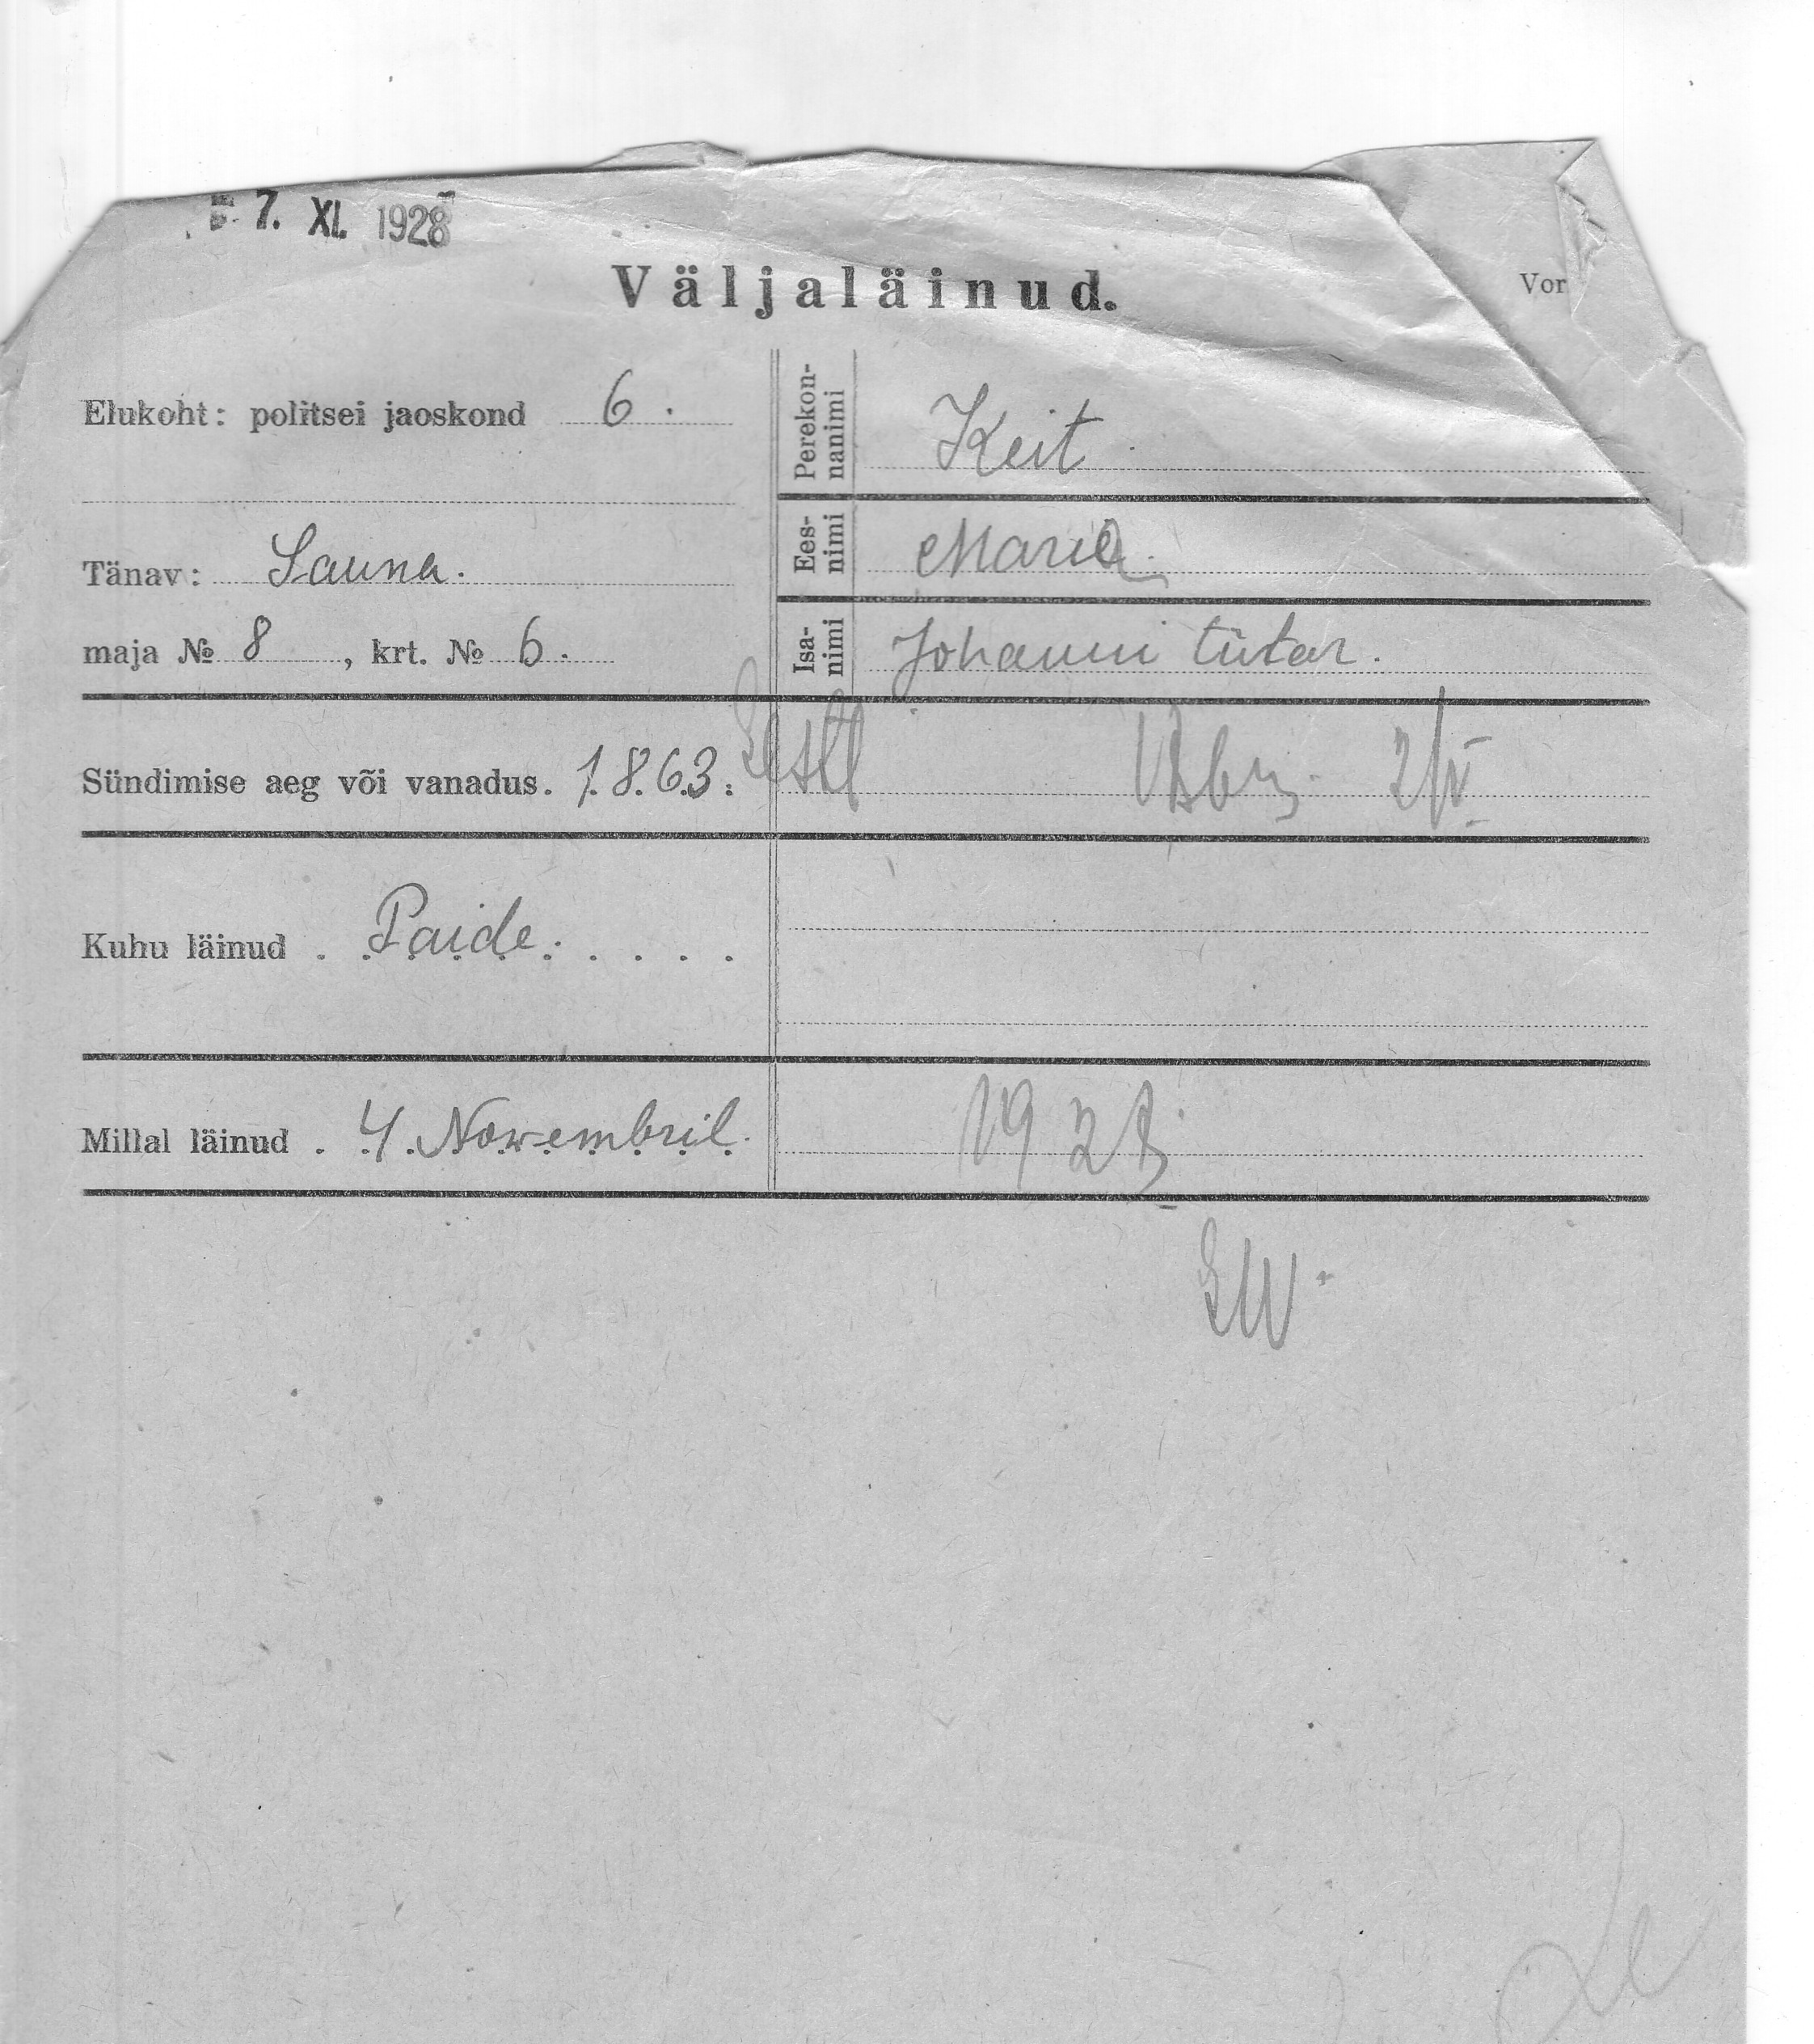 7. XI. 1928
Väljaläinud.
Vor
Elukoht: politsei jaoskond 6.
Perekon-
nanimi
Keit.
Tänav: Sauna.
Ees-
nimi
Maria.
maja № 8, krt. № 6.
Isa-
nimi
Johanni tütar.
Sündimise aeg või vanadus. 1863.
Kuhu läinud . Paide.
Millal läinud . 4. Novembril. 1928
EW.